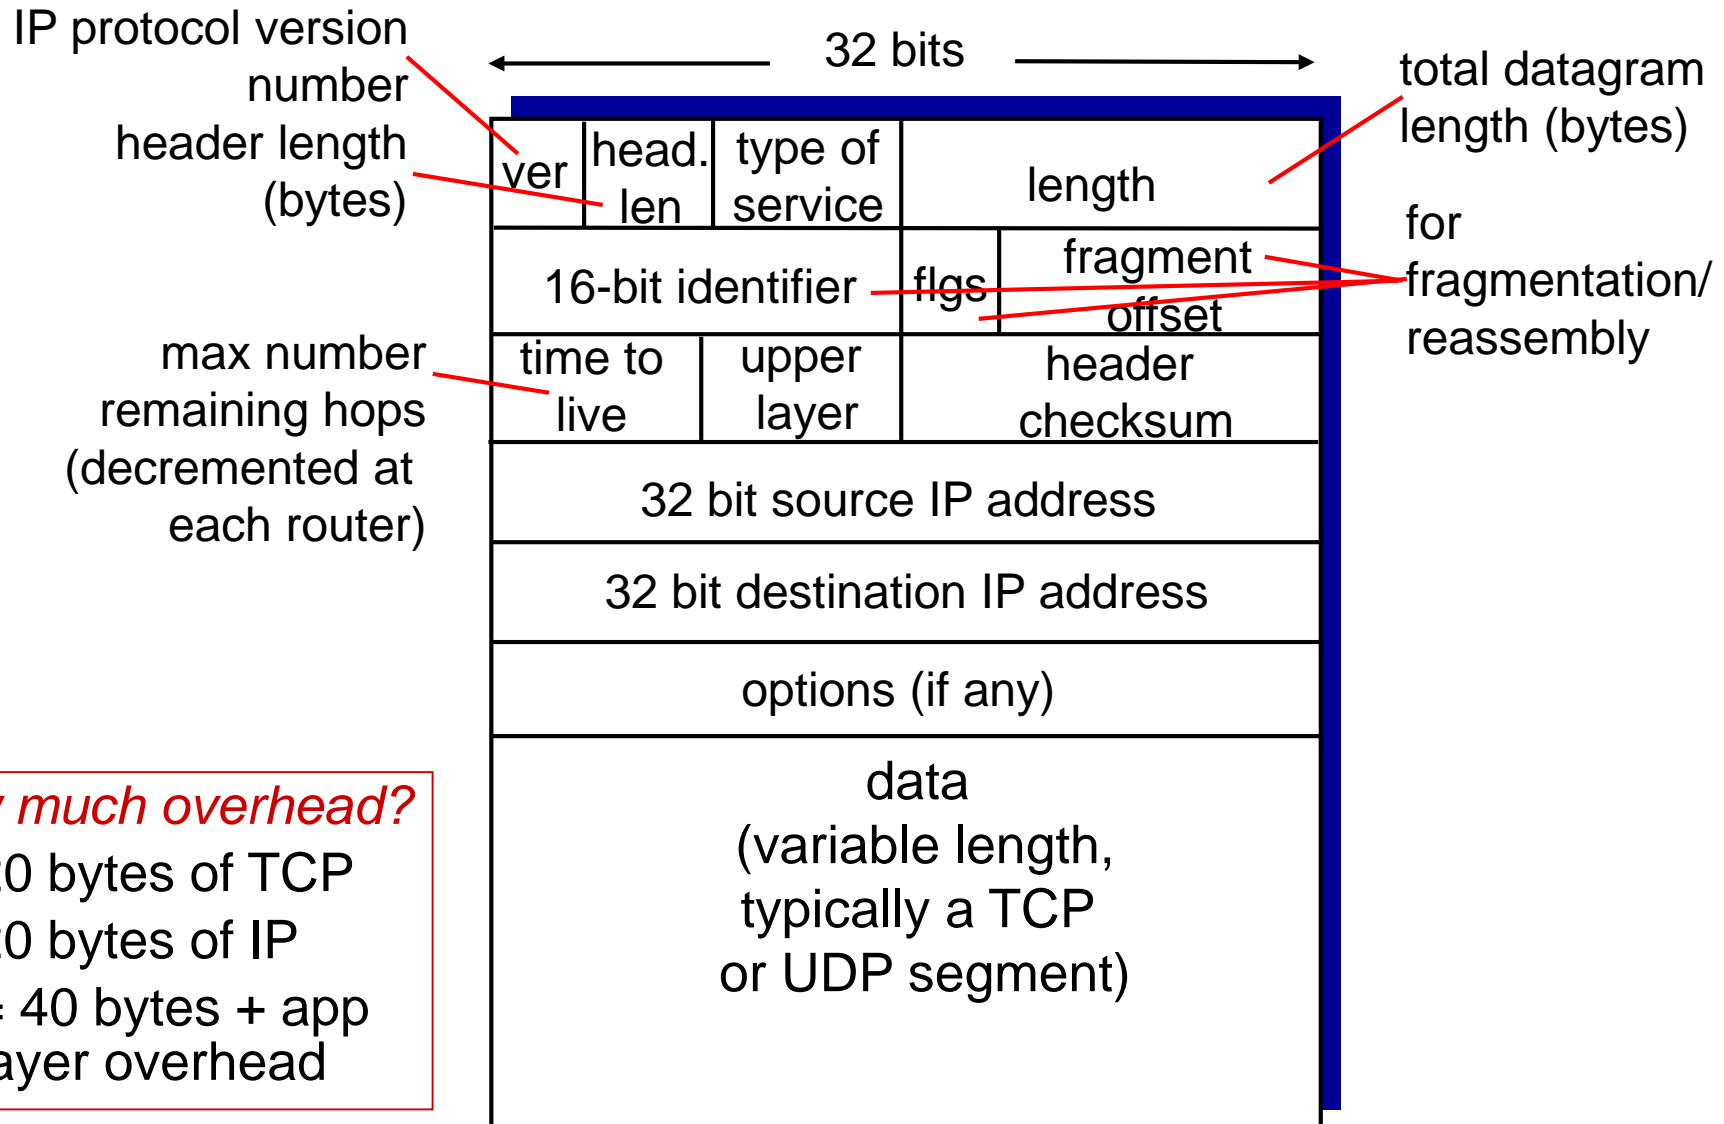 IP protocol version
number
header length
(bytes)
max number
remaining hops
(decremented at
each router)
32 bits
total datagram
length (bytes)
for
fragmentation/
reassembly
ver
head.
len
type of
service
length
16-bit identifier
flgs
fragment
offset
time to
live
upper
layer
header
checksum
32 bit source IP address
32 bit destination IP address
options (if any)
data
(variable length,
typically a TCP
or UDP segment)
much overhead?
bytes of TCP
bytes of IP
= 40 bytes + app
overhead